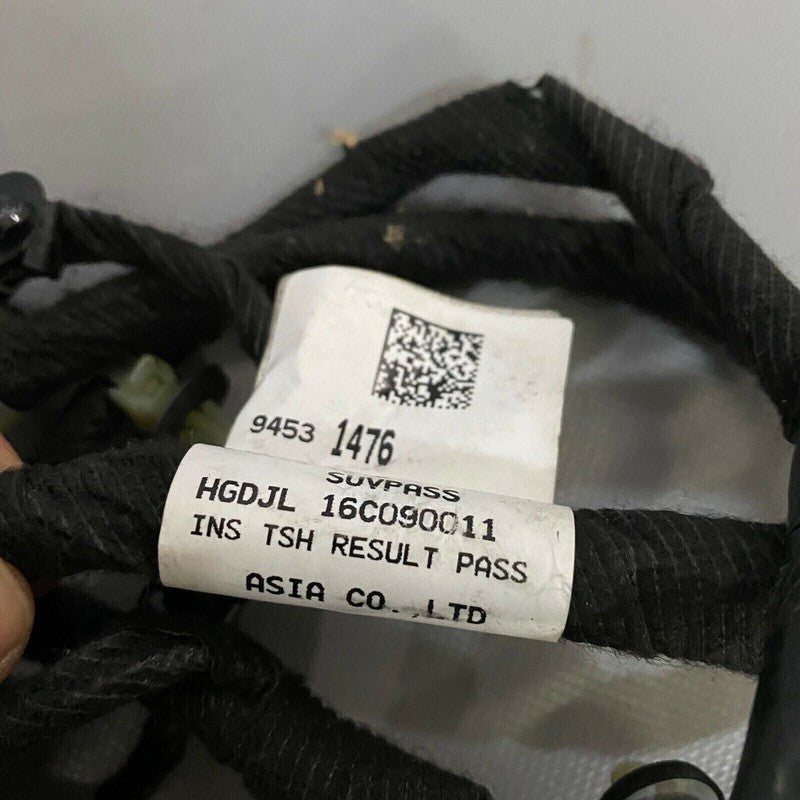 9453 1476
SUVPASS
HGDJL 16C090011
INS TSH RESULT PASS
ASIA CO.,LTD